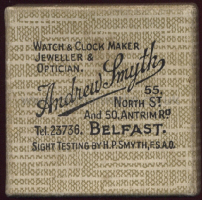 WATCH & CLOCK MAKER
JEWELLER &
OPTICIAN.
Andrew Smyth
55,
NORTH ST
AND 50, ANTRIM RD
Tel. 23736. BELFAST.
SIGHT TESTING BY H.P. SMYTH, F.S.A.O.